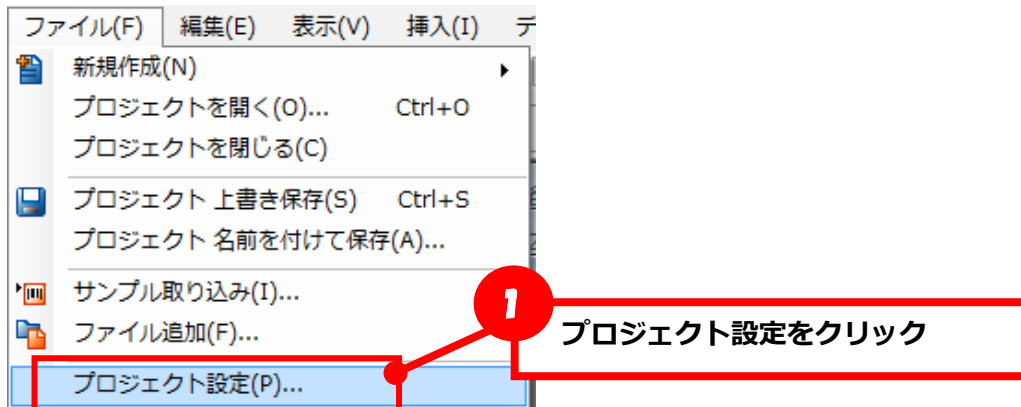 ファイル(F) 編集(E) 表示(V) 挿入(I)
新規作成(N)
プロジェクトを開く(O)... Ctrl+O
プロジェクトを閉じる(C)
プロジェクト 上書き保存(S) Ctrl+S
プロジェクト 名前を付けて保存(A)...
サンプル取り込み(I)...
1
プロジェクト設定をクリック
ファイル追加(F)...
プロジェクト設定(P)...